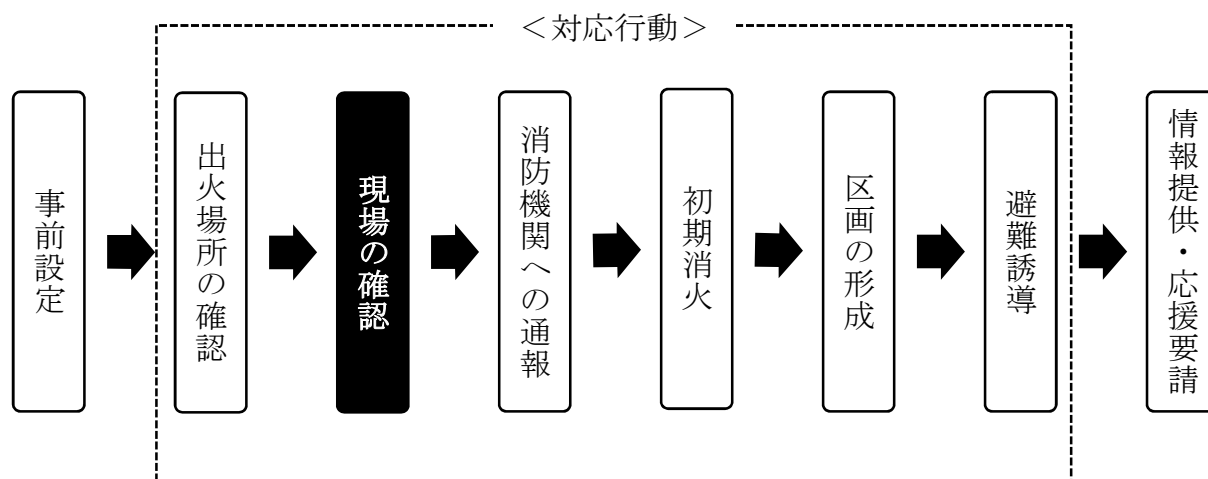 ＜対応行動＞
事前設定
出火場所の確認
現場の確認
消防機関への通報
初期消火
区画の形成
避難誘導
情報提供・応援要請